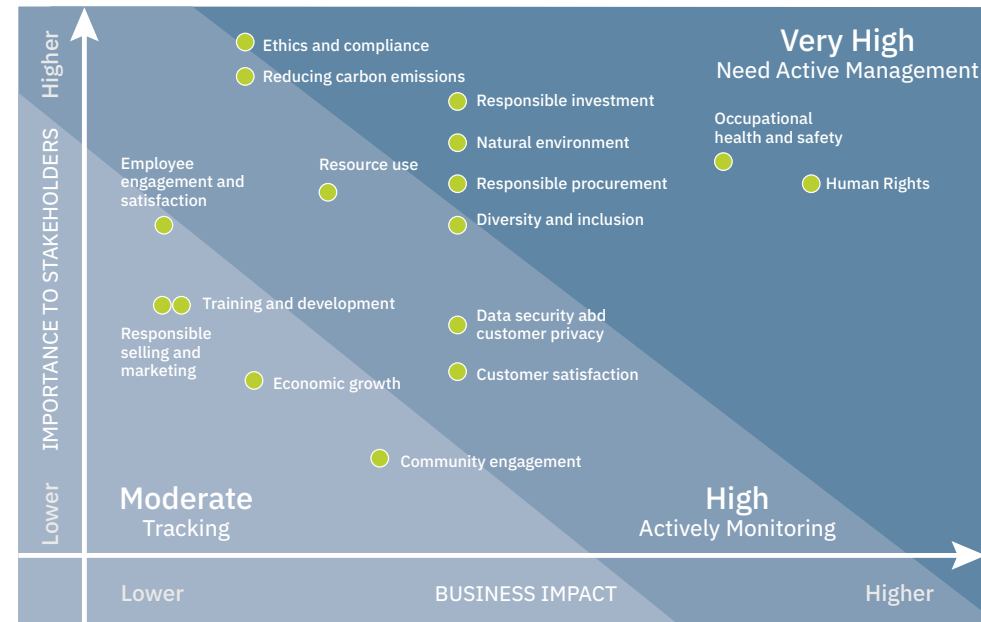 Higher
IMPORTANCE TO STAKEHOLDERS
Lower
Very High
Need Active Management
Ethics and compliance
Reducing carbon emissions
Responsible investment
Natural environment
Responsible procurement
Diversity and inclusion
Occupational
health and safety
Human Rights
Employee
engagement and
satisfaction
Resource use
Training and development
Responsible
selling and
marketing
Data security abd
customer privacy
Customer satisfaction
Economic growth
Community engagement
Moderate
Tracking
High
Actively Monitoring
Lower
BUSINESS IMPACT
Higher